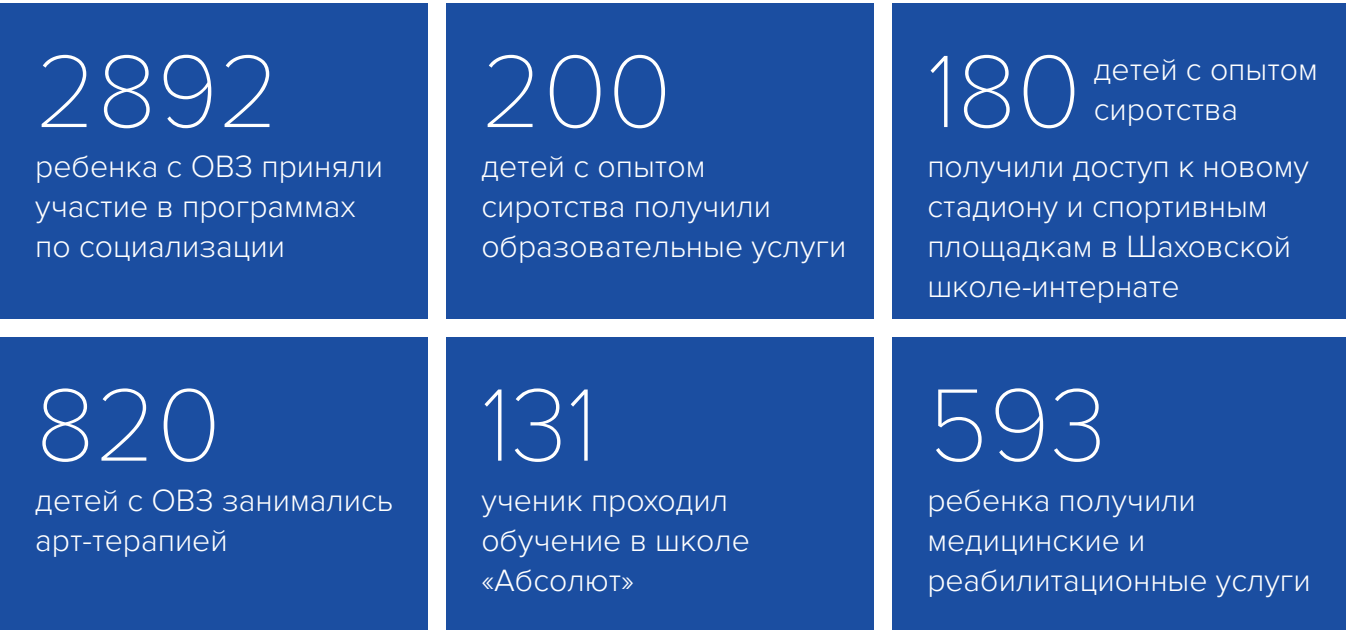 2892
ребенка с ОВЗ приняли
участие в программах
по социализации
200
детей с опытом
сиротства получили
образовательные услуги
180 детей с опытом
сиротства
получили доступ к новому
стадиону и спортивным
площадкам в Шаховской
школе-интернате
820
детей с ОВЗ занимались
арт-терапией
131
ученик проходил
обучение в школе
«Абсолют»
593
ребенка получили
медицинские и
реабилитационные услуги